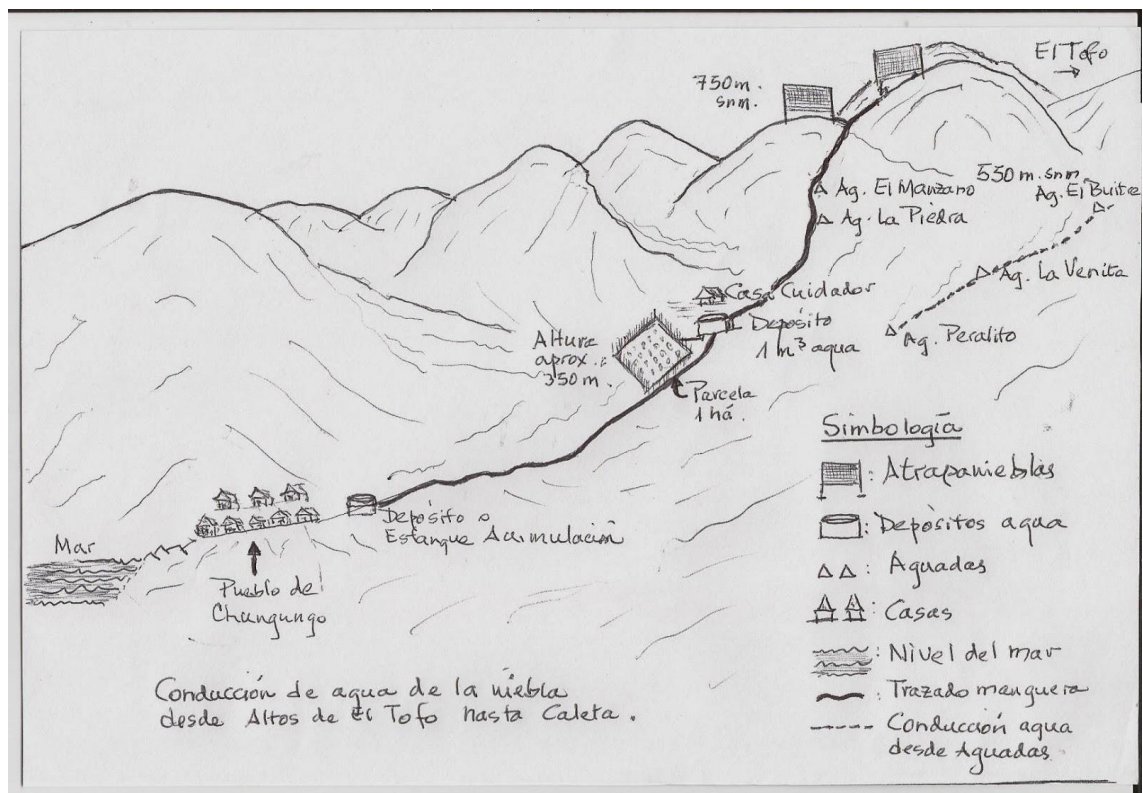 El Tofo
750 m.
snm.
Ag. El Manzano
530 m. snm.
Ag. El Buitre
Ag. La Piedra
Ag. La Venita
Casa Cuidador
Altura
aprox.:
350 m.
Depósito
1 m³ agua
Ag. Peralito
Parcela
1 há.
Simbología
: Atrapanieblas
: Depósitos agua
: Aguadas
: Casas
: Nivel del mar
: Trazado manguera
: Conducción agua
desde Aguadas
Mar
Depósito o
Estanque Acumulación
Pueblo de
Chungungo
Conducción de agua de la niebla
desde Altos de El Tofo hasta Caleta.